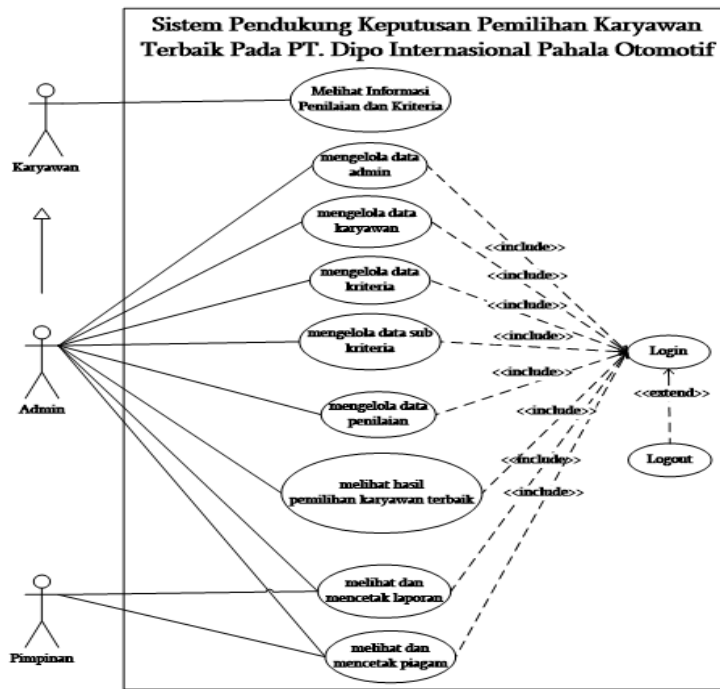 Sistem Pendukung Keputusan Pemilihan Karyawan
Terbaik Pada PT. Dipo Internasional Pahala Otomotif
Melihat Informasi
Penilaian dan Kriteria
Karyawan
mengelola data
admin
mengelola data
karyawan
<<include>>
mengelola data
kriteria
<<include>>
<<include>>
mengelola data sub
kriteria
<<include>>
Login
Admin
<<include>>
<<extend>>
mengelola data
penilaian
<<include>>
melihat hasil
pemilihan karyawan terbaik
<<include>>
Logout
<<include>>
melihat dan
mencetak laporan
Pimpinan
melihat dan
mencetak piagam